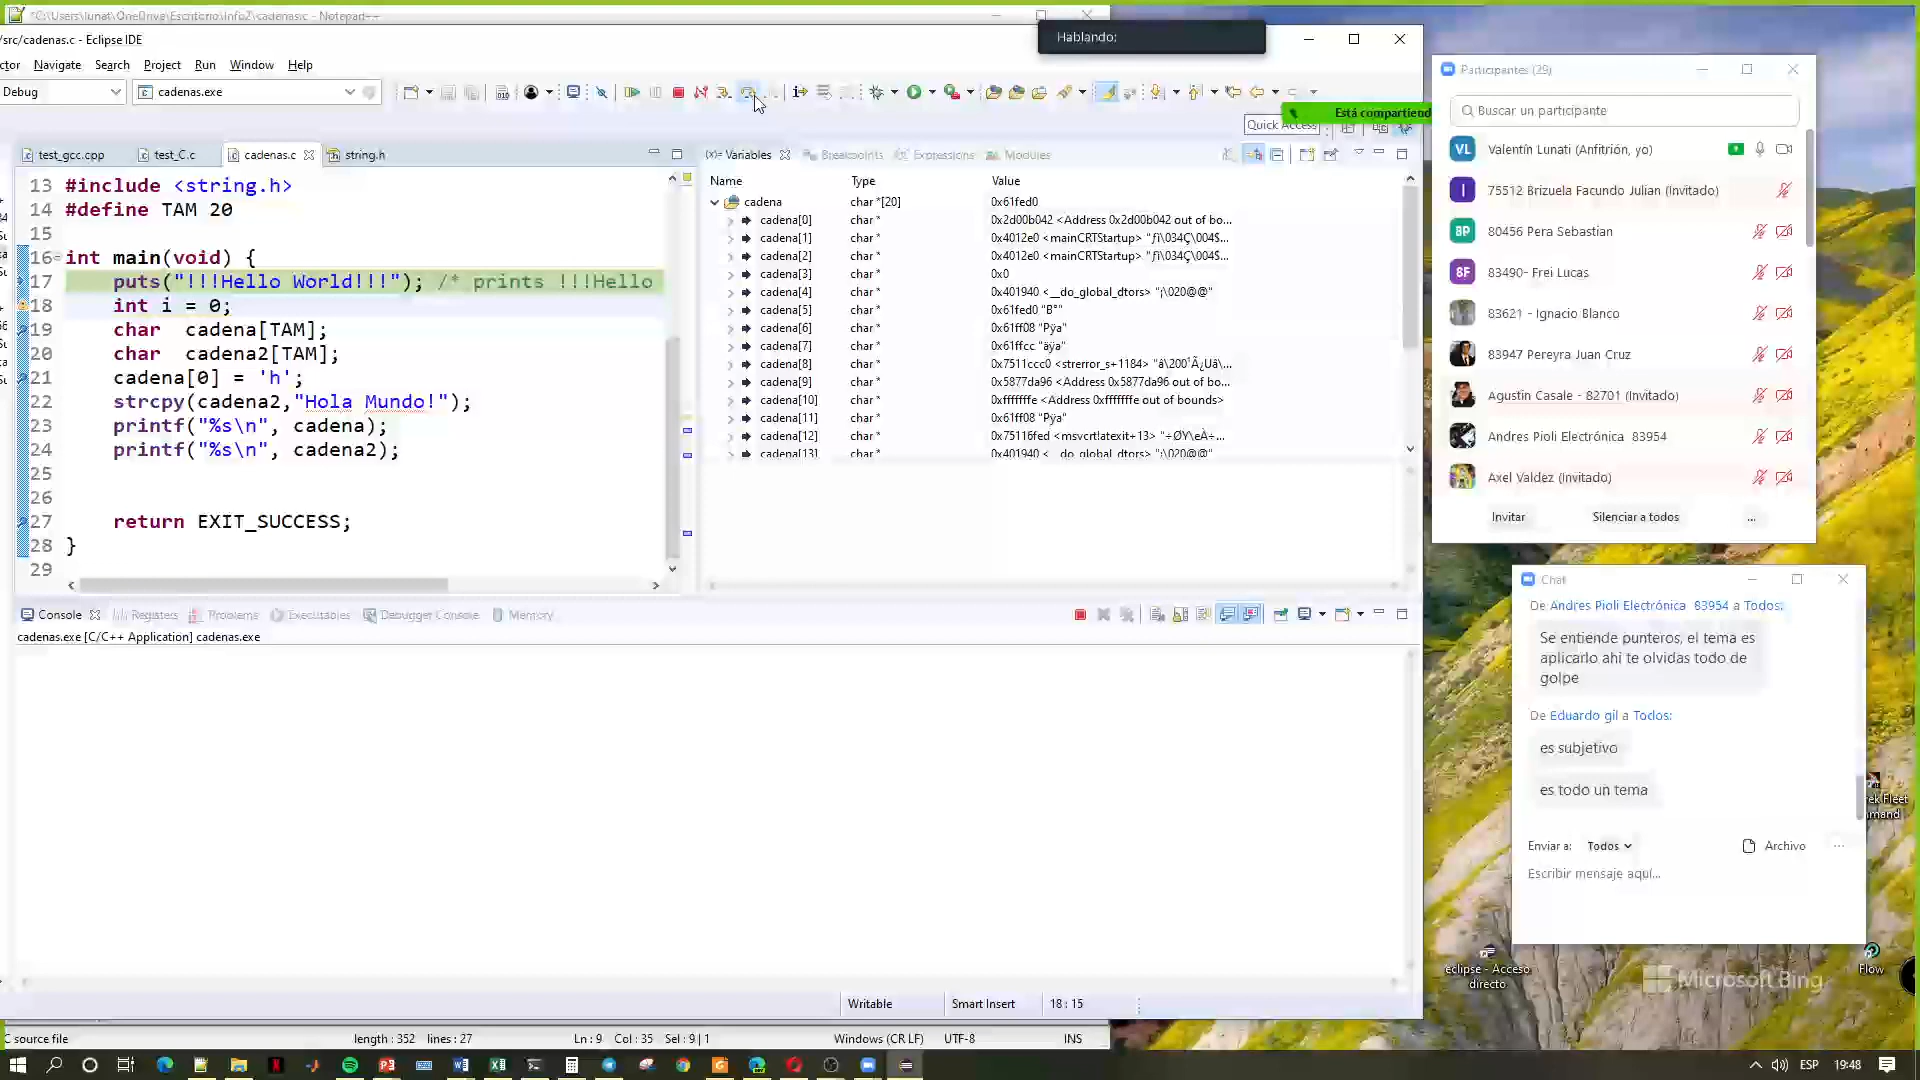 *C:\Users\lunat\OneDrive\Escritorio\info2\cadenas.c - Notepad++
/src/cadenas.c - Eclipse IDE
Hablando:
ctor Navigate Search Project Run Window Help
Debug
cadenas.exe
Está compartiend
Quick Access
test_gcc.cpp
test_C.c
cadenas.c
string.h
13 #include <string.h>
14 #define TAM 20
15
16 int main(void) {
17 puts("!!!Hello World!!!"); /* prints !!!Hello
18 int i = 0;
19 char cadena[TAM];
20 char cadena2[TAM];
21 cadena[0] = 'h';
22 strcpy(cadena2,"Hola Mundo!");
23 printf("%s\n", cadena);
24 printf("%s\n", cadena2);
25
26
27 return EXIT_SUCCESS;
28 }
29
(x)= Variables Breakpoints Expressions Modules
Name Type Value
cadena char *[20] 0x61fed0
cadena[0] char * 0x2d00b042 <Address 0x2d00b042 out of bo...
cadena[1] char * 0x4012e0 <mainCRTStartup> "ƒì\034Ç\004$...
cadena[2] char * 0x4012e0 <mainCRTStartup> "ƒì\034Ç\004$...
cadena[3] char * 0x0
cadena[4] char * 0x401940 <__do_global_dtors> "¡\020@@"
cadena[5] char * 0x61fed0 "B°"
cadena[6] char * 0x61ff08 "Pÿa"
cadena[7] char * 0x61ffcc "äÿa"
cadena[8] char * 0x7511ccc0 <strerror_s+1184> "â\200¹Ã¿Uâ\...
cadena[9] char * 0x5877da96 <Address 0x5877da96 out of bo...
cadena[10] char * 0xfffffffe <Address 0xfffffffe out of bounds>
cadena[11] char * 0x61ff08 "Pÿa"
cadena[12] char * 0x75116fed <msvcrt!atexit+13> "÷ØY\eÀ÷...
cadena[13] char * 0x401940 <__do_global_dtors> "¡\020@@"
Console Registers Problems Executables Debugger Console Memory
cadenas.exe [C/C++ Application] cadenas.exe
Writable
Smart Insert
18 : 15
C source file
length : 352 lines : 27
Ln : 9 Col : 35 Sel : 9 | 1
Windows (CR LF)
UTF-8
INS
Participantes (29)
Buscar un participante
VL Valentín Lunati (Anfitrión, yo)
I 75512 Brizuela Facundo Julian (Invitado)
BP 80456 Pera Sebastian
8F 83490- Frei Lucas
83621 - Ignacio Blanco
83947 Pereyra Juan Cruz
Agustin Casale - 82701 (Invitado)
Andres Pioli Electrónica 83954
Axel Valdez (Invitado)
Invitar
Silenciar a todos
...
Chat
De Andres Pioli Electrónica 83954 a Todos:
Se entiende punteros, el tema es
aplicarlo ahi te olvidas todo de
golpe
De Eduardo gil a Todos:
es subjetivo
es todo un tema
Enviar a: Todos
Archivo
...
Escribir mensaje aquí...
eclipse - Acceso
directo
Flow
Microsoft Bing
ESP
19:48